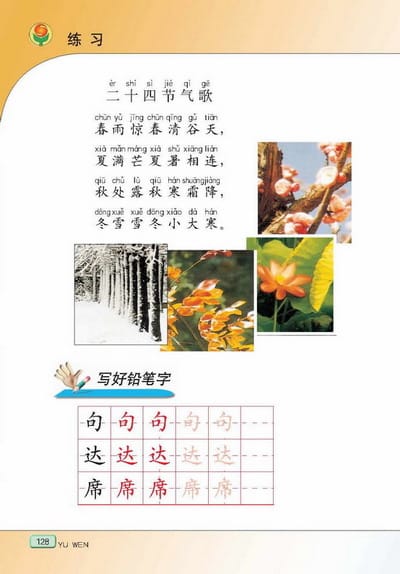 练习
èr shí sì jié qì gē
二十四节气歌
chūn yǔ jīng chūn qīng gǔ tiān
春雨惊春清谷天，
xià mǎn máng xià shǔ xiāng lián
夏满芒夏暑相连，
qiū chǔ lù qiū hán shuāng jiàng
秋处露秋寒霜降，
dōng xuě xuě dōng xiǎo dà hán
冬雪雪冬小大寒。
写好铅笔字
句 句 句 句 句
达 达 达 达 达
席 席 席 席 席
128 YU WEN